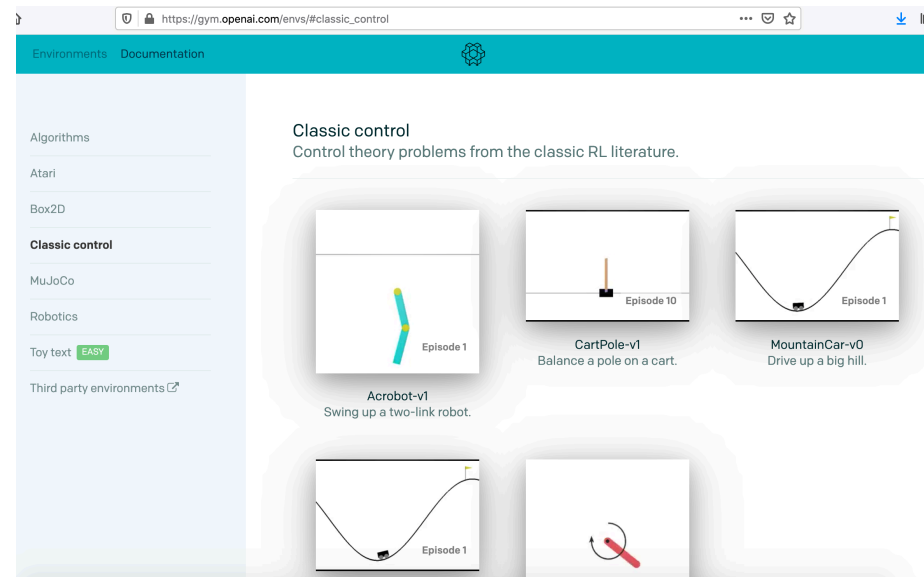 https://gym.openai.com/envs/#classic_control
Environments Documentation
Algorithms
Atari
Box2D
Classic control
MuJoCo
Robotics
Toy text EASY
Third party environments
Classic control
Control theory problems from the classic RL literature.
Episode 1
Acrobot-v1
Swing up a two-link robot.
Episode 10
CartPole-v1
Balance a pole on a cart.
Episode 1
MountainCar-v0
Drive up a big hill.
Episode 1